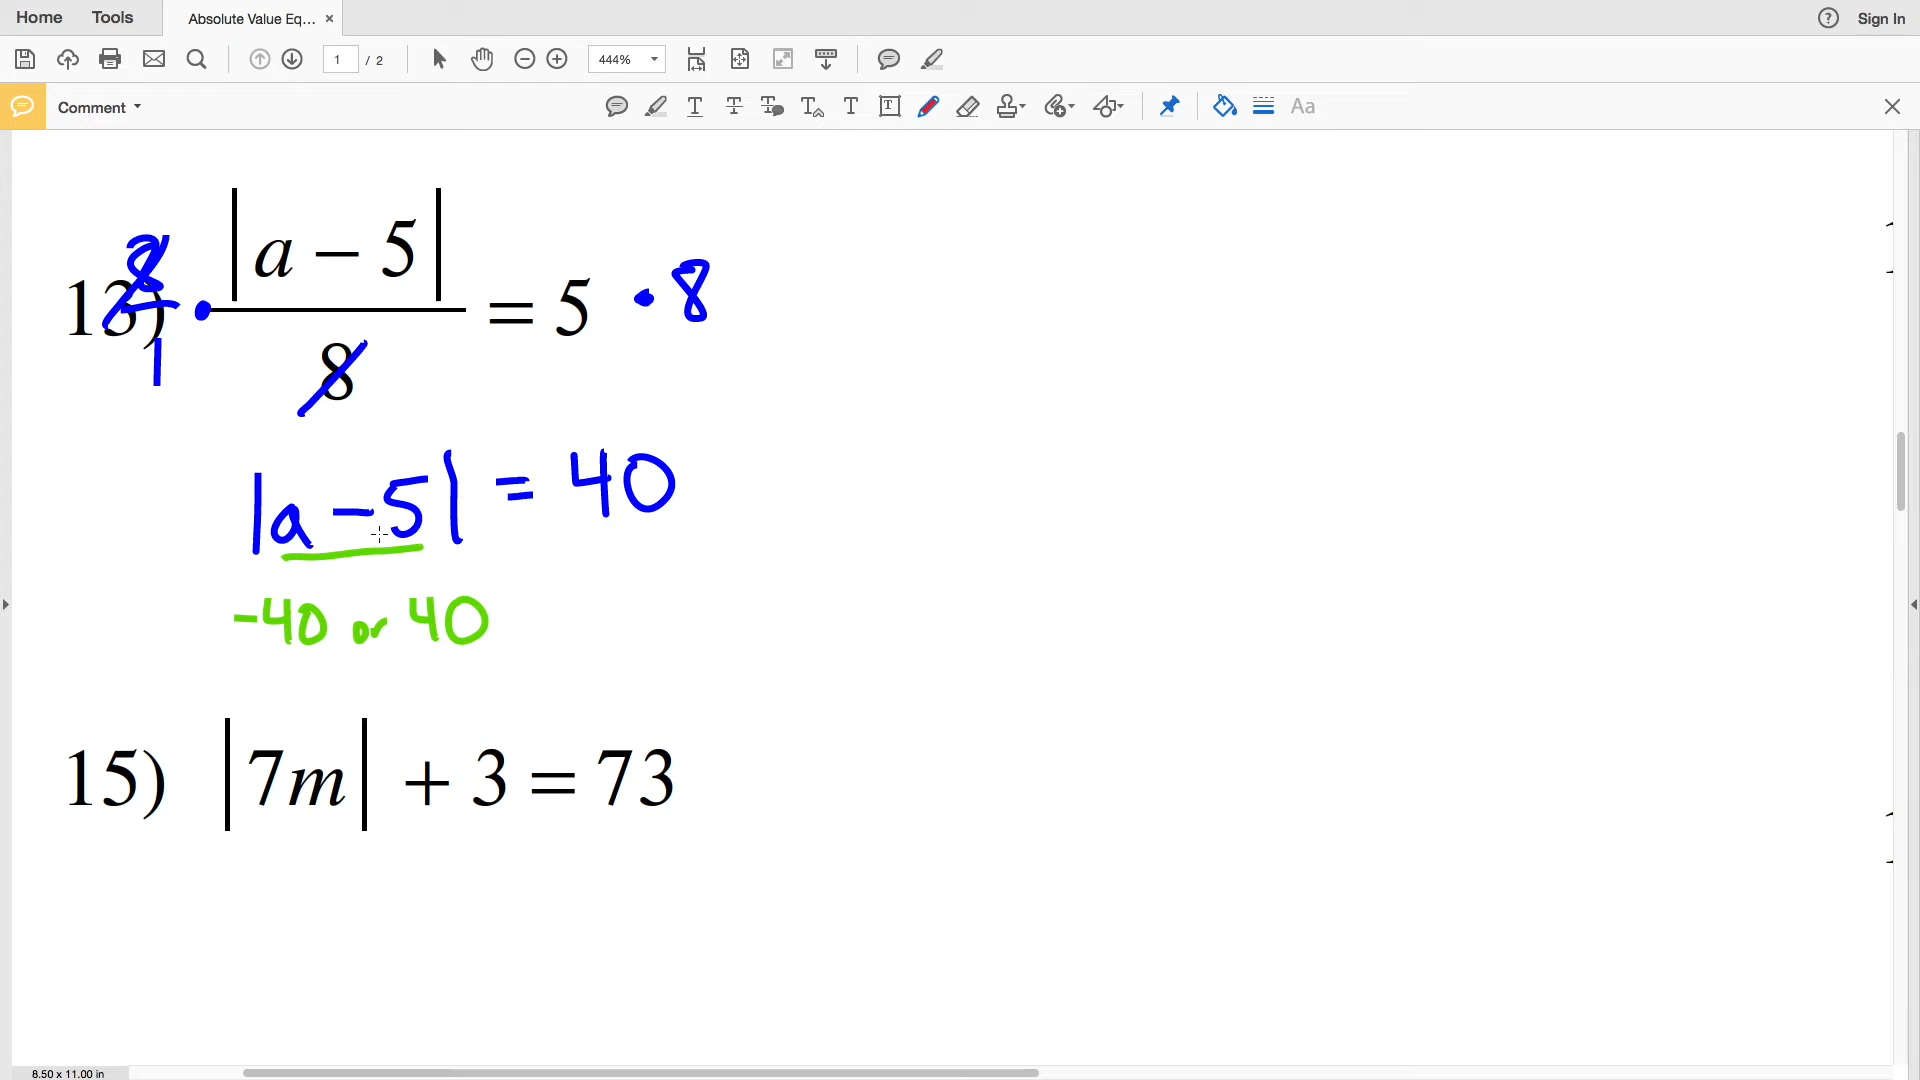 Home Tools Absolute Value Eq... × ? Sign In
1 / 2 444%
Comment T T T T T T Aa
8/1 · 13) |a − 5| / 8 = 5 · 8
|a − 5| = 40
-40 or 40
15) |7m| + 3 = 73
8.50 x 11.00 in